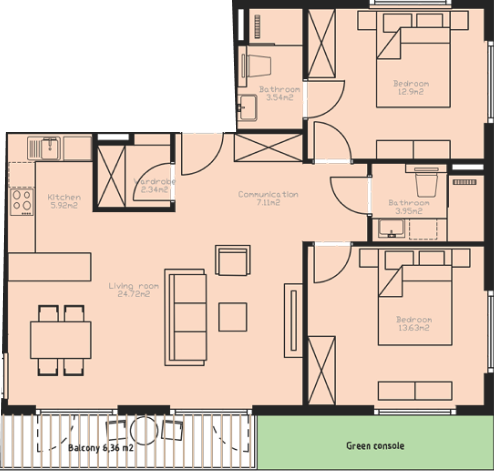 Bathroom
3.54m2
Bedroom
12.9m2
Wardrobe
2.34m2
Kitchen
5.92m2
Communication
7.11m2
Bathroom
3.95m2
Living room
24.72m2
Bedroom
13.63m2
Balcony 6,36 m2
Green console